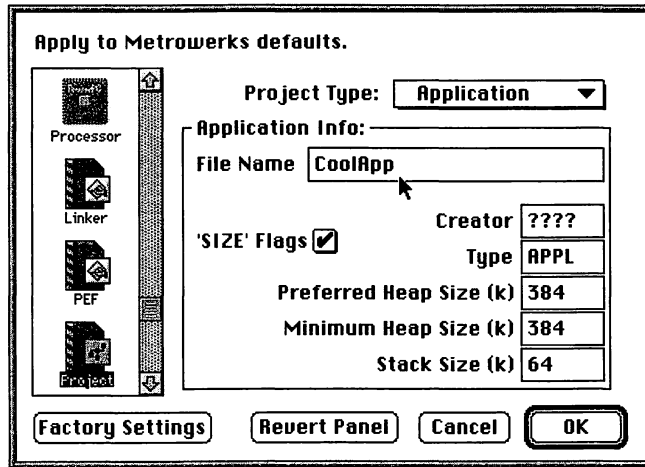 Apply to Metrowerks defaults.
Processor
Linker
PEF
Project
Project Type: Application
Application Info:
File Name CoolApp
'SIZE' Flags
Creator ????
Type APPL
Preferred Heap Size (k) 384
Minimum Heap Size (k) 384
Stack Size (k) 64
Factory Settings Revert Panel Cancel OK